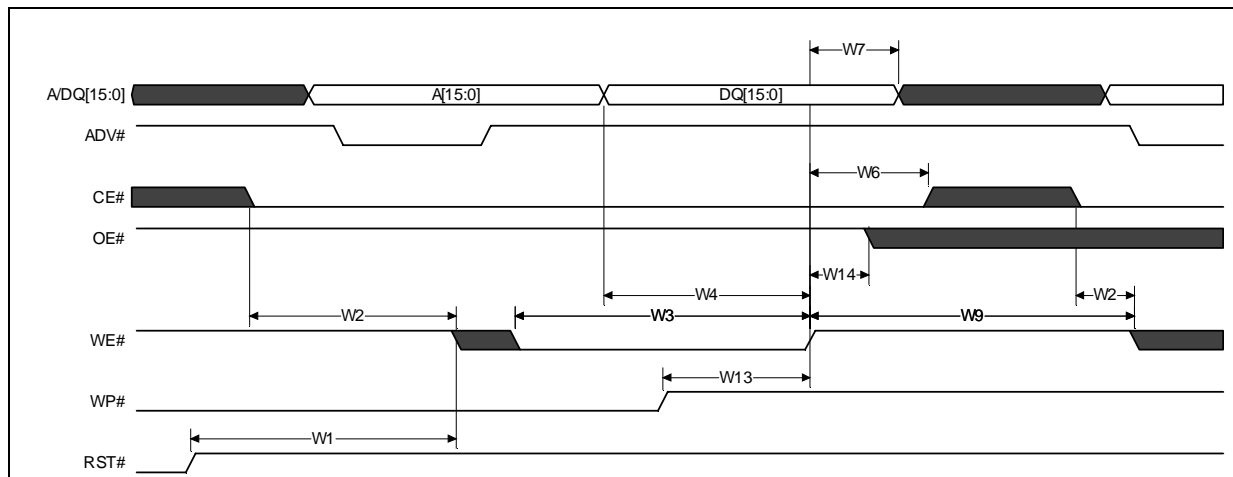 W7
A/DQ[15:0] A[15:0] DQ[15:0]
ADV#
W6
CE#
OE#
W14
W4
W2 W3 W9 W2
WE#
W13
WP#
W1
RST#